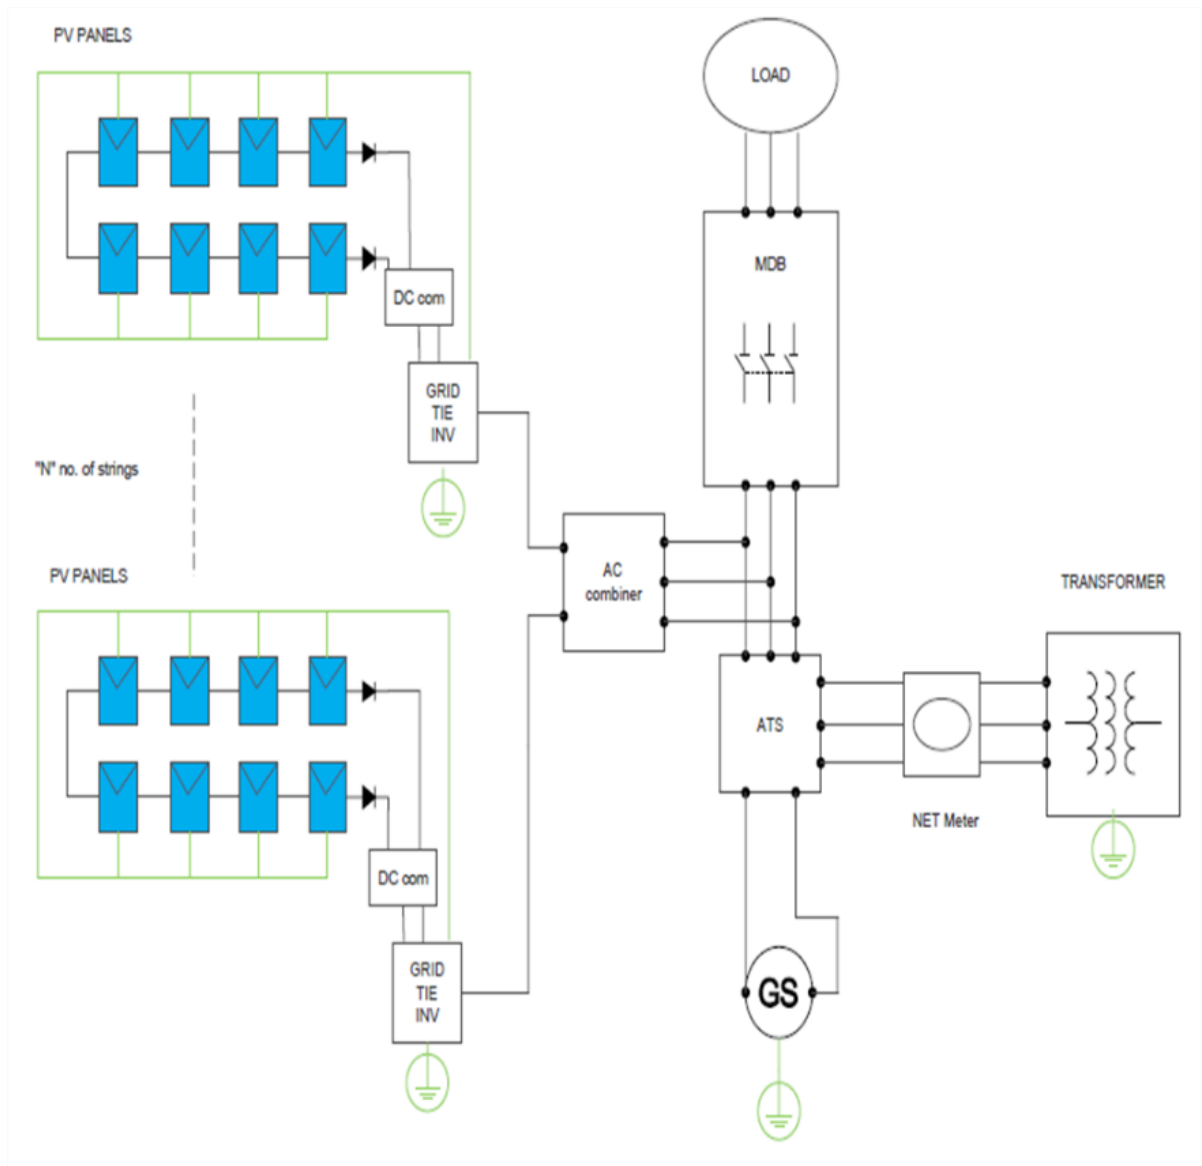 PV PANELS
LOAD
MDB
DC com
GRID
TIE
INV
"N" no. of strings
AC
combiner
PV PANELS
TRANSFORMER
ATS
NET Meter
DC com
GRID
TIE
INV
GS